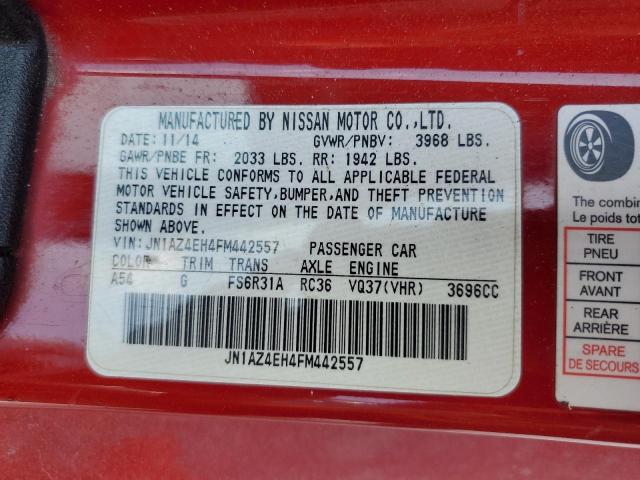 MANUFACTURED BY NISSAN MOTOR CO.,LTD.
DATE: 11/14 GVWR/PNBV: 3968 LBS.
GAWR/PNBE FR: 2033 LBS. RR: 1942 LBS.
THIS VEHICLE CONFORMS TO ALL APPLICABLE FEDERAL
MOTOR VEHICLE SAFETY,BUMPER,AND THEFT PREVENTION
STANDARDS IN EFFECT ON THE DATE OF MANUFACTURE
SHOWN ABOVE.
VIN:JN1AZ4EH4FM442557 PASSENGER CAR
COLOR TRIM TRANS AXLE ENGINE
A54 G FS6R31A RC36 VQ37(VHR) 3696CC
JN1AZ4EH4FM442557
The combin
Le poids tot
TIRE
PNEU
FRONT
AVANT
REAR
ARRIÈRE
SPARE
DE SECOURS